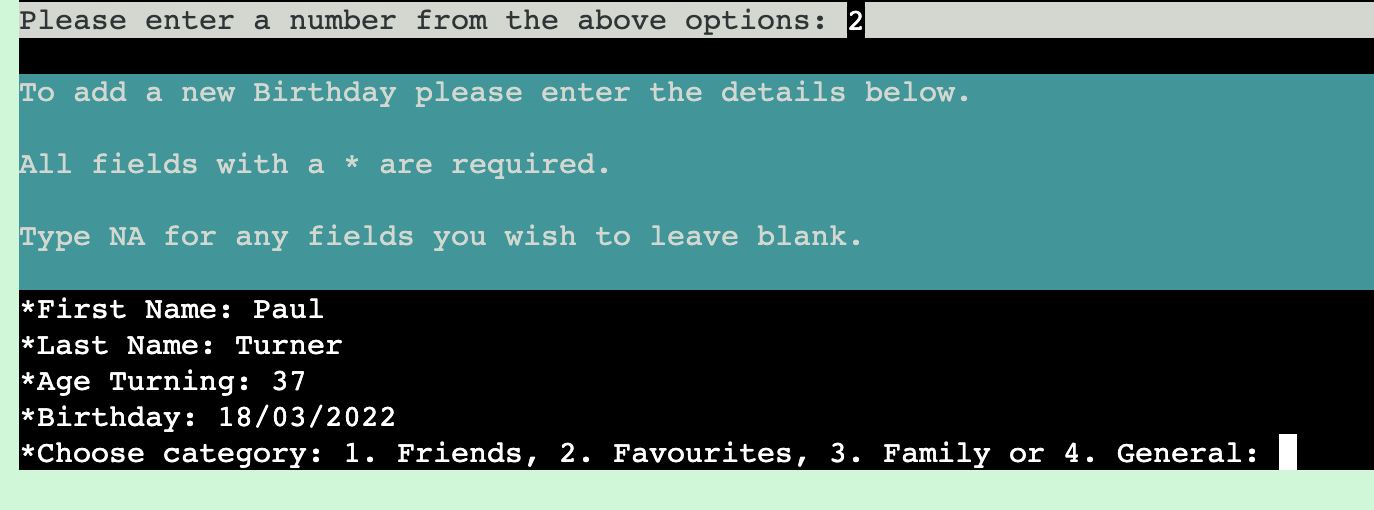 Please enter a number from the above options: 2
To add a new Birthday please enter the details below.
All fields with a * are required.
Type NA for any fields you wish to leave blank.
*First Name: Paul
*Last Name: Turner
*Age Turning: 37
*Birthday: 18/03/2022
*Choose category: 1. Friends, 2. Favourites, 3. Family or 4. General: